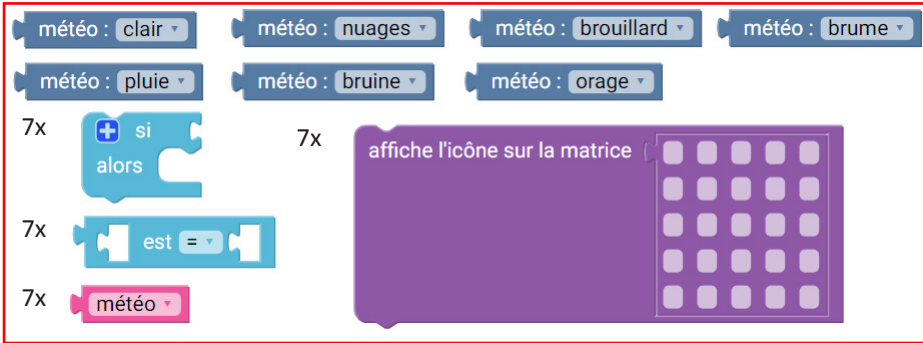 météo : clair météo : nuages météo : brouillard météo : brume
météo : pluie météo : bruine météo : orage
7x si
alors
7x affiche l'icône sur la matrice
7x est =
7x météo